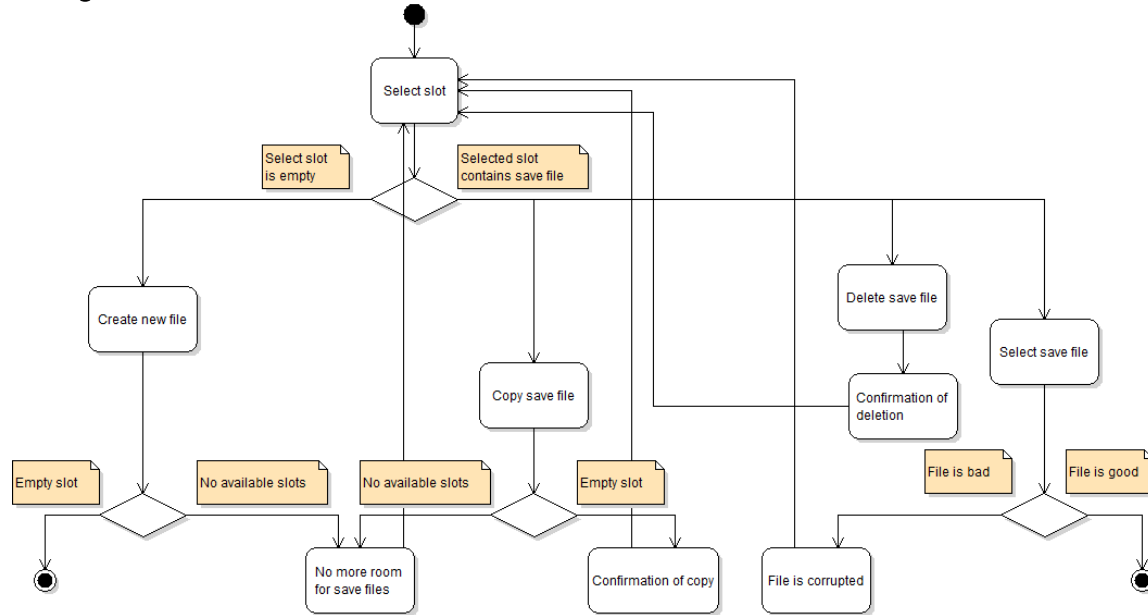 Select slot
Select slot
is empty
Selected slot
contains save file
Create new file
Delete save file
Select save file
Copy save file
Confirmation of
deletion
Empty slot
No available slots
No available slots
Empty slot
File is bad
File is good
No more room
for save files
Confirmation of copy
File is corrupted